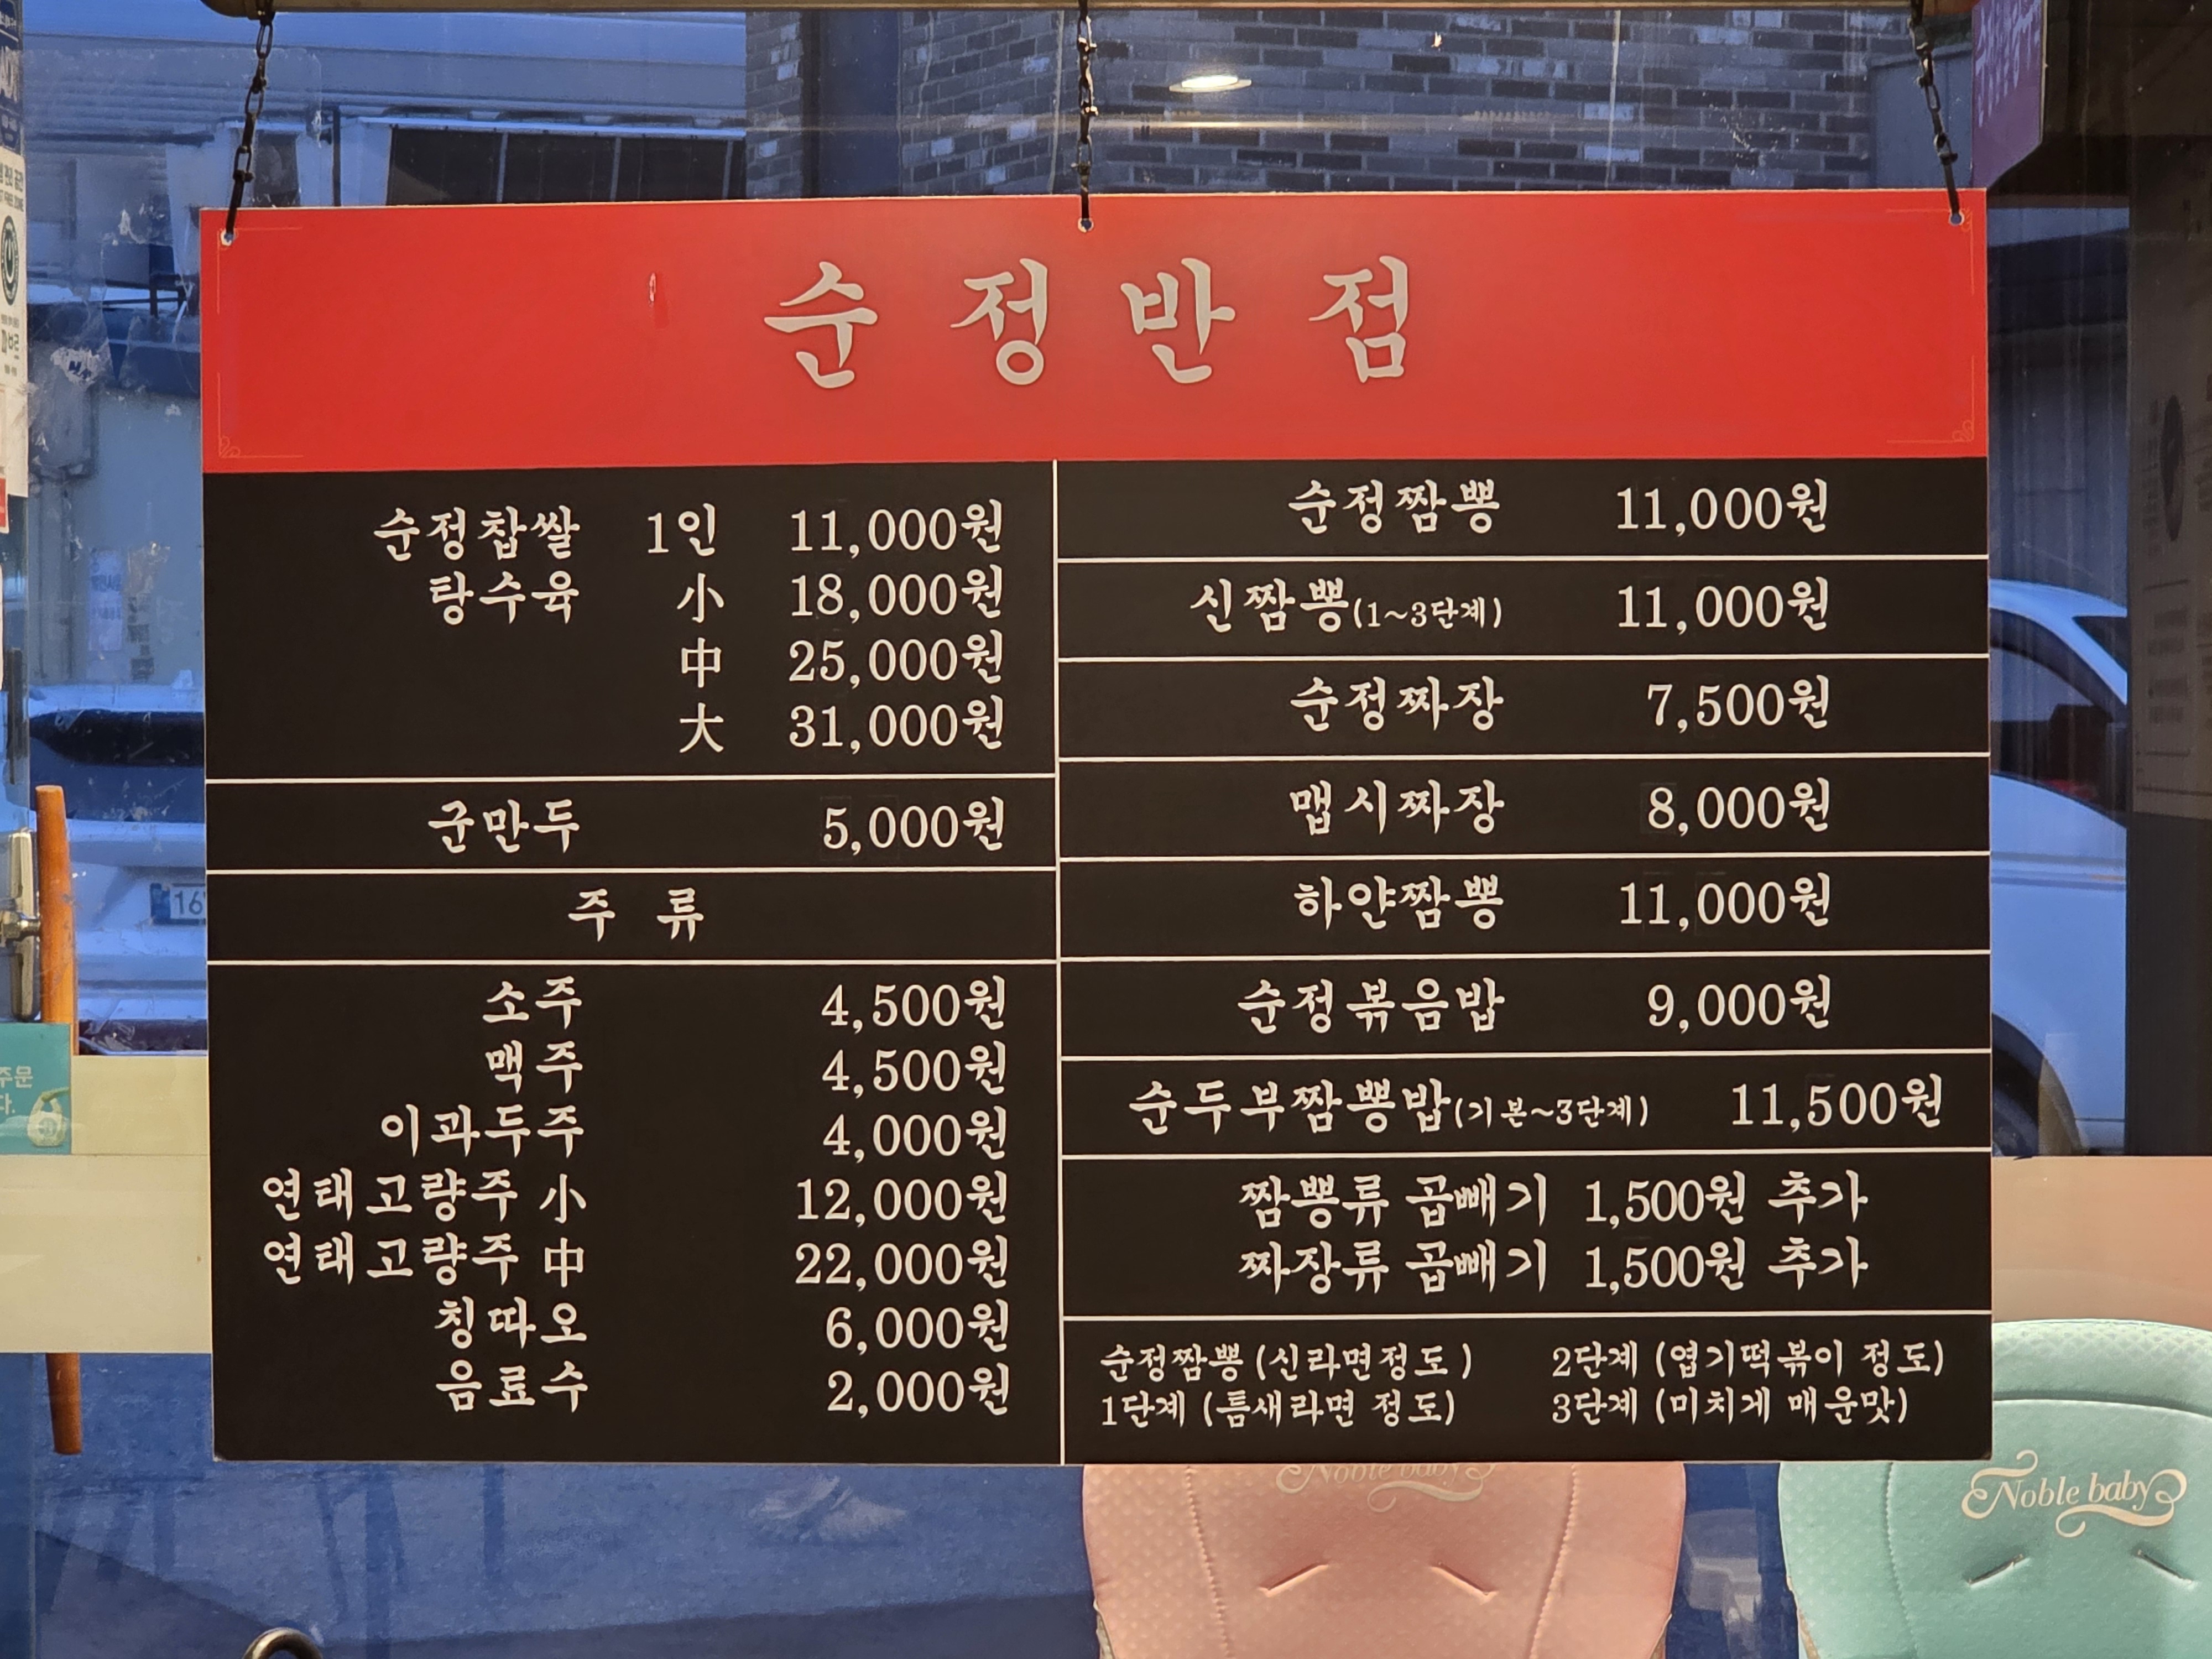 순정반점
순정찹쌀 1인 11,000원
탕수육 小 18,000원
中 25,000원
大 31,000원
군만두 5,000원
주류
소주 4,500원
맥주 4,500원
이과두주 4,000원
연태고량주 小 12,000원
연태고량주 中 22,000원
칭따오 6,000원
음료수 2,000원
순정짬뽕 11,000원
신짬뽕(1~3단계) 11,000원
순정짜장 7,500원
맵시짜장 8,000원
하얀짬뽕 11,000원
순정볶음밥 9,000원
순두부짬뽕밥(기본~3단계) 11,500원
짬뽕류 곱빼기 1,500원 추가
짜장류 곱빼기 1,500원 추가
순정짬뽕 (신라면정도) 2단계 (엽기떡볶이 정도)
1단계 (틈새라면 정도) 3단계 (미치게 매운맛)
Noble baby
Noble baby
주문
다.
16